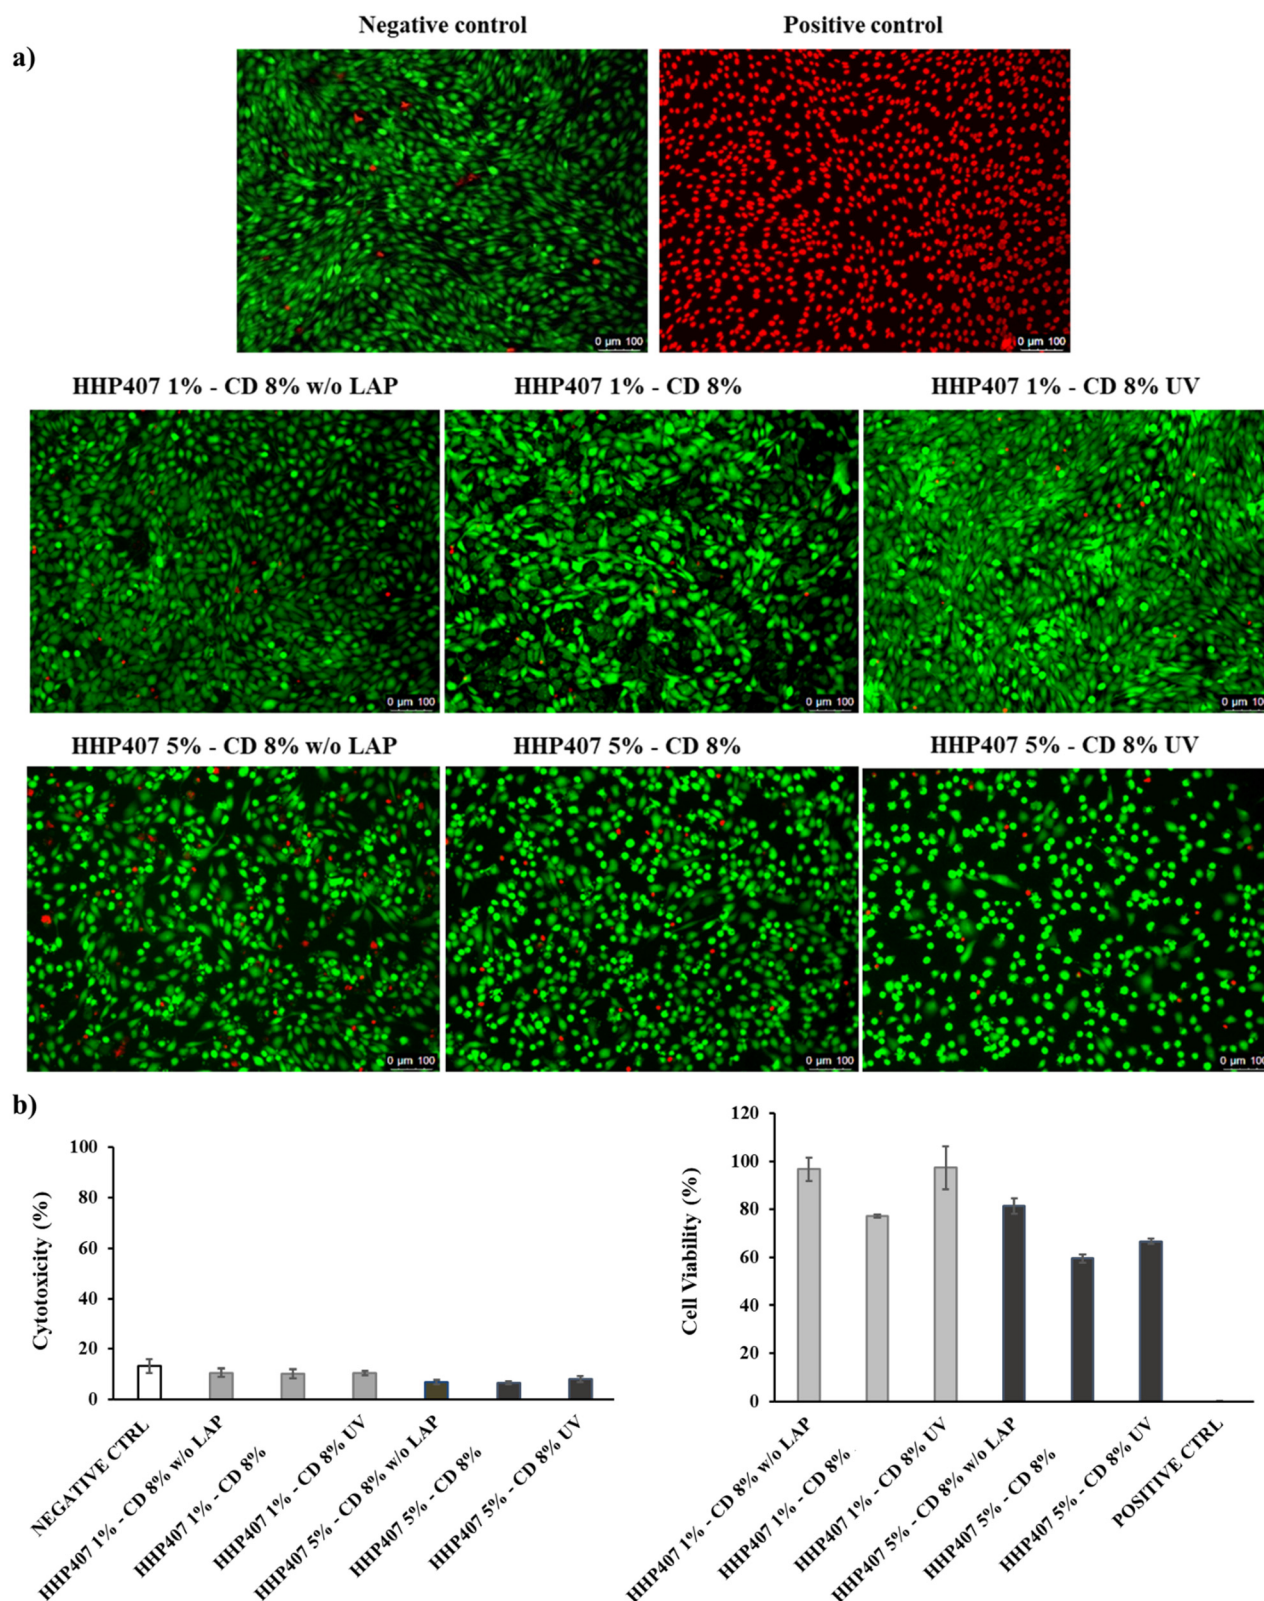 Negative control
Positive control
a)
0 µm 100
0 µm 100
HHP407 1% - CD 8% w/o LAP
HHP407 1% - CD 8%
HHP407 1% - CD 8% UV
0 µm 100
0 µm 100
0 µm 100
HHP407 5% - CD 8% w/o LAP
HHP407 5% - CD 8%
HHP407 5% - CD 8% UV
0 µm 100
0 µm 100
0 µm 100
b)
Cytotoxicity (%)
100
80
60
40
20
0
NEGATIVE CTRL
HHP407 1% - CD 8% w/o LAP
HHP407 1% - CD 8%
HHP407 1% - CD 8% UV
HHP407 5% - CD 8% w/o LAP
HHP407 5% - CD 8%
HHP407 5% - CD 8% UV
Cell Viability (%)
120
100
80
60
40
20
0
HHP407 1% - CD 8% w/o LAP
HHP407 1% - CD 8%
HHP407 1% - CD 8% UV
HHP407 5% - CD 8% w/o LAP
HHP407 5% - CD 8%
HHP407 5% - CD 8% UV
POSITIVE CTRL